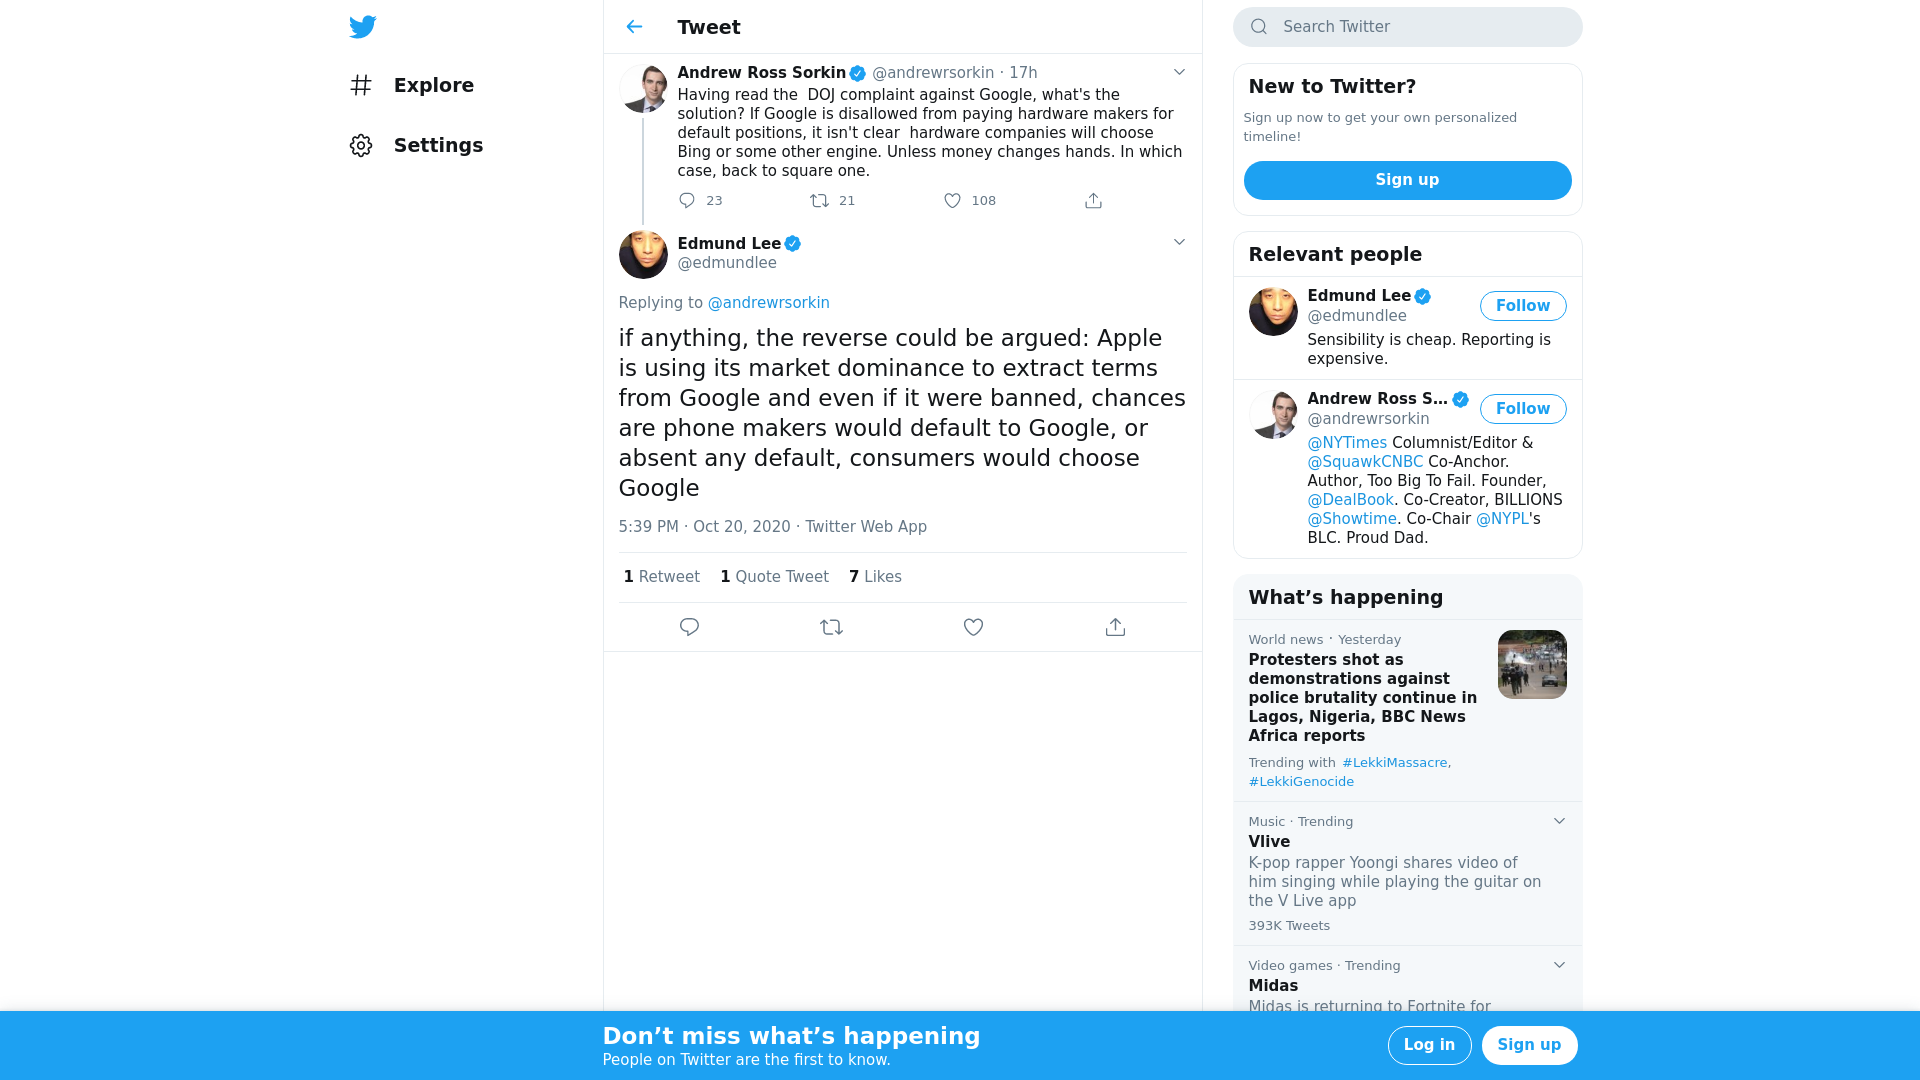 Explore
Settings
Tweet
Andrew Ross Sorkin @andrewrsorkin · 17h
Having read the  DOJ complaint against Google, what's the
solution? If Google is disallowed from paying hardware makers for
default positions, it isn't clear  hardware companies will choose
Bing or some other engine. Unless money changes hands. In which
case, back to square one.
23 21 108
Edmund Lee
@edmundlee
Replying to @andrewrsorkin
if anything, the reverse could be argued: Apple
is using its market dominance to extract terms
from Google and even if it were banned, chances
are phone makers would default to Google, or
absent any default, consumers would choose
Google
5:39 PM · Oct 20, 2020 · Twitter Web App
1 Retweet 1 Quote Tweet 7 Likes
Search Twitter
New to Twitter?
Sign up now to get your own personalized
timeline!
Sign up
Relevant people
Edmund Lee
@edmundlee
Follow
Sensibility is cheap. Reporting is
expensive.
Andrew Ross S...
@andrewrsorkin
Follow
@NYTimes Columnist/Editor &
@SquawkCNBC Co-Anchor.
Author, Too Big To Fail. Founder,
@DealBook. Co-Creator, BILLIONS
@Showtime. Co-Chair @NYPL's
BLC. Proud Dad.
What’s happening
World news · Yesterday
Protesters shot as
demonstrations against
police brutality continue in
Lagos, Nigeria, BBC News
Africa reports
Trending with #LekkiMassacre,
#LekkiGenocide
Music · Trending
Vlive
K-pop rapper Yoongi shares video of
him singing while playing the guitar on
the V Live app
393K Tweets
Video games · Trending
Midas
Midas is returning to Fortnite for
Don’t miss what’s happening
People on Twitter are the first to know.
Log in
Sign up